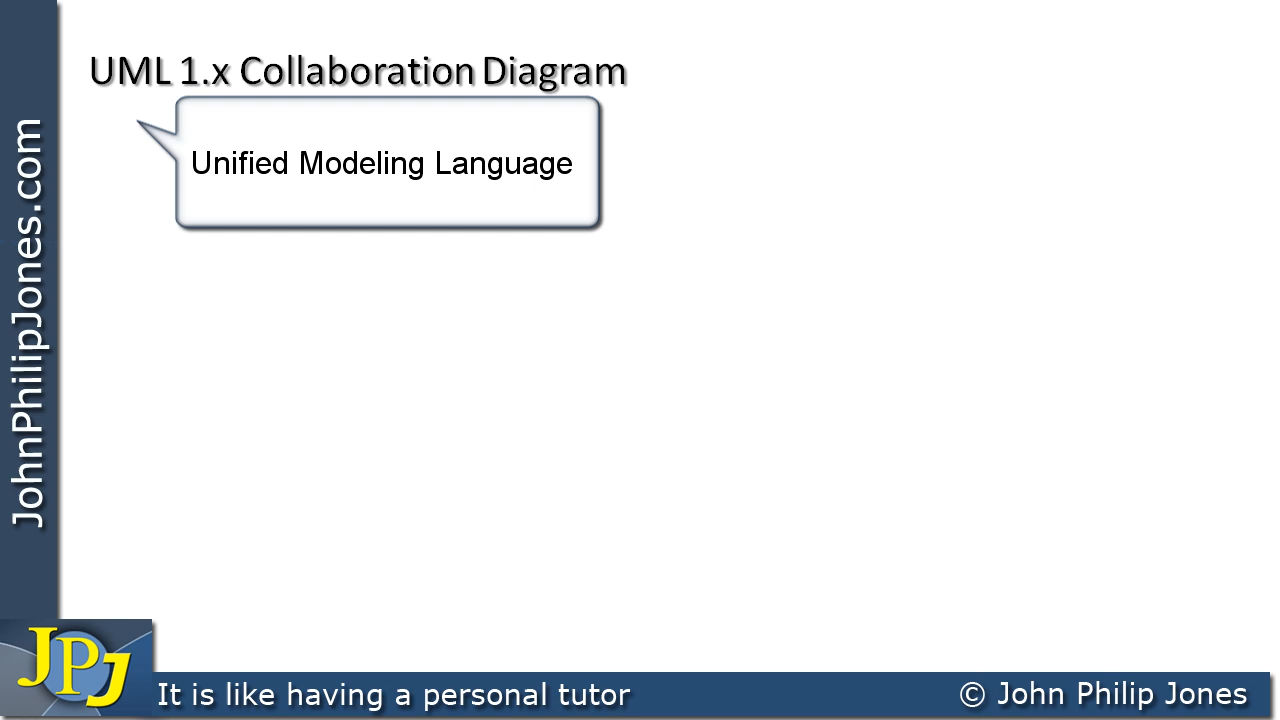 UML 1.x Collaboration Diagram
Unified Modeling Language
JohnPhilipJones.com
JPJ
It is like having a personal tutor
© John Philip Jones